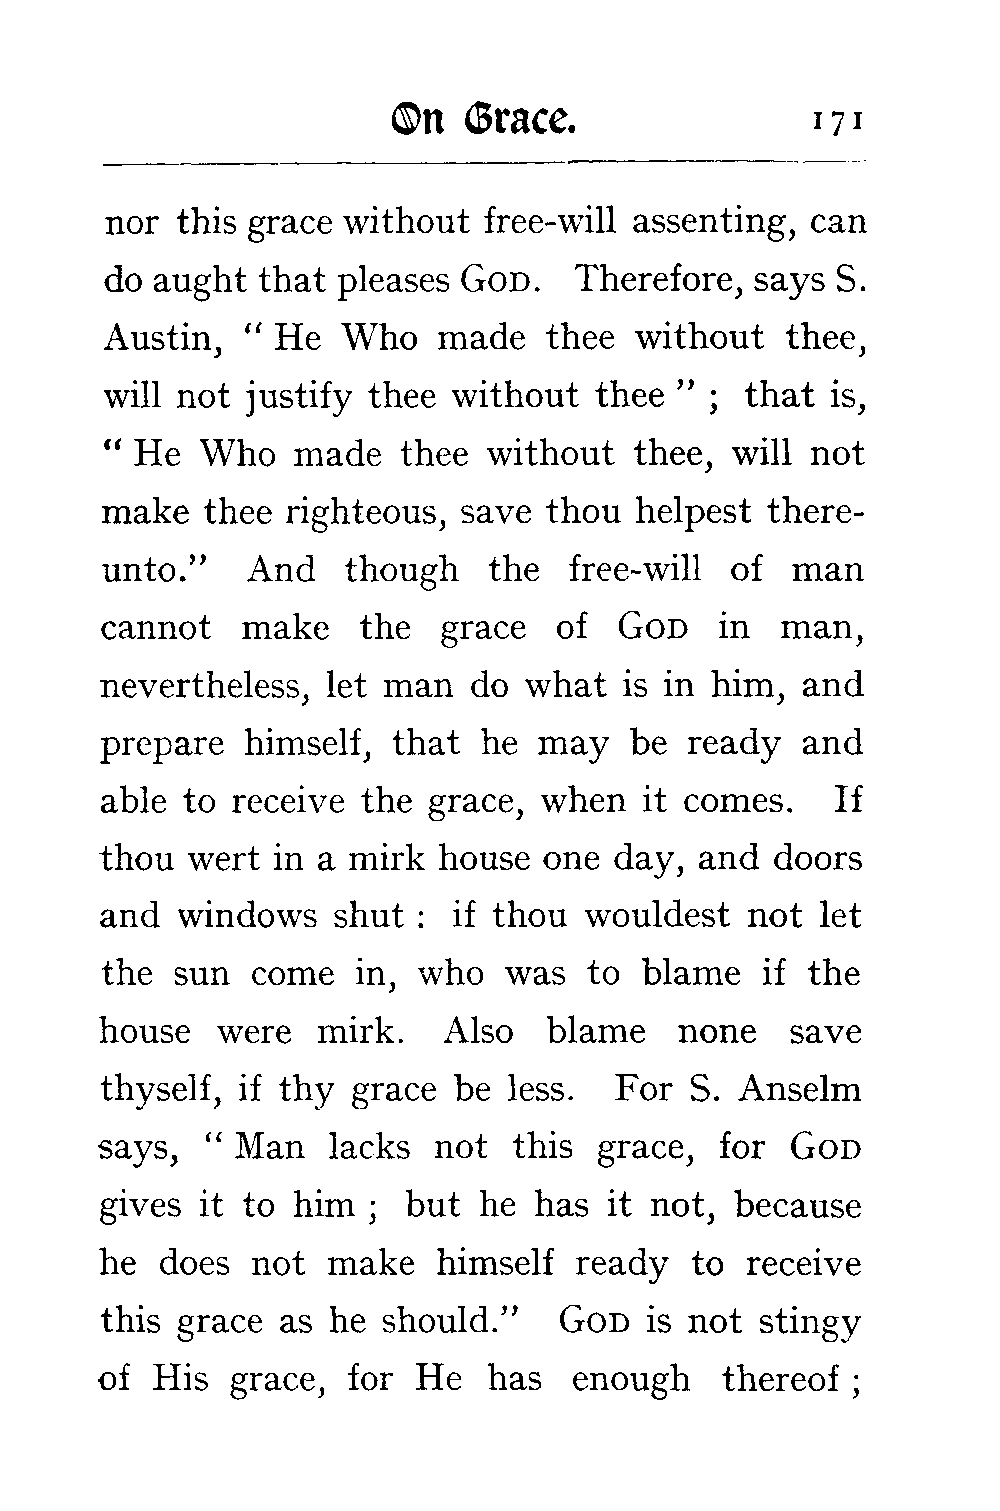 On Grace. 171
nor this grace without free-will assenting, can
do aught that pleases GOD. Therefore, says S.
Austin, “ He Who made thee without thee,
will not justify thee without thee ” ; that is,
“ He Who made thee without thee, will not
make thee righteous, save thou helpest there-
unto.” And though the free-will of man
cannot make the grace of GOD in man,
nevertheless, let man do what is in him, and
prepare himself, that he may be ready and
able to receive the grace, when it comes. If
thou wert in a mirk house one day, and doors
and windows shut : if thou wouldest not let
the sun come in, who was to blame if the
house were mirk. Also blame none save
thyself, if thy grace be less. For S. Anselm
says, “ Man lacks not this grace, for GOD
gives it to him ; but he has it not, because
he does not make himself ready to receive
this grace as he should.” GOD is not stingy
of His grace, for He has enough thereof ;